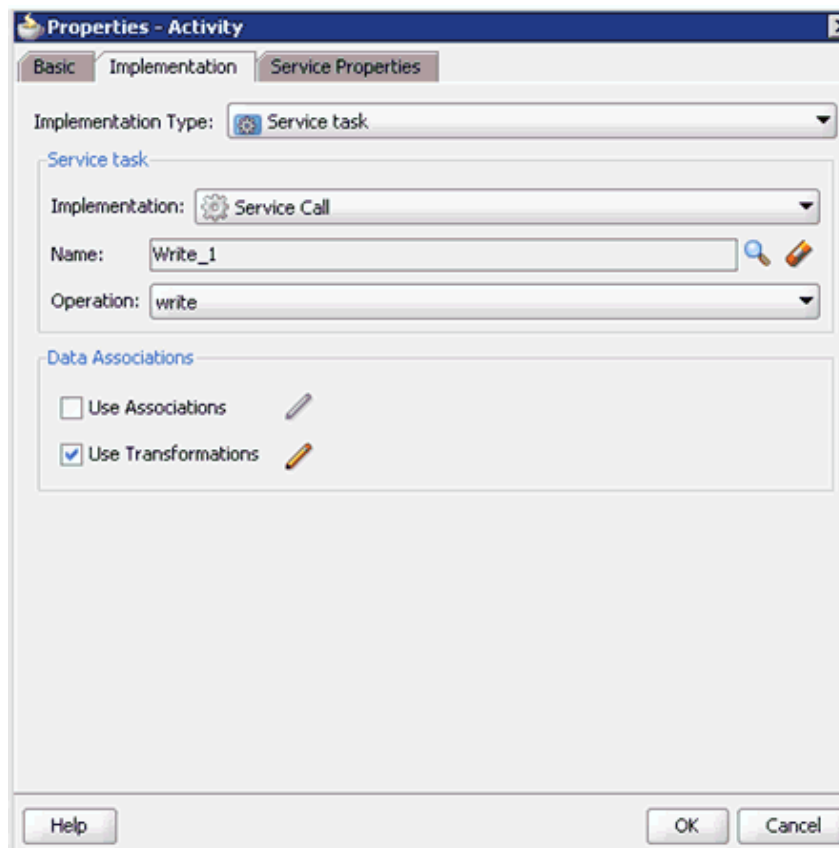 Properties - Activity
Basic Implementation Service Properties
Implementation Type: Service task
Service task
Implementation: Service Call
Name: Write_1
Operation: write
Data Associations
Use Associations
Use Transformations
Help OK Cancel